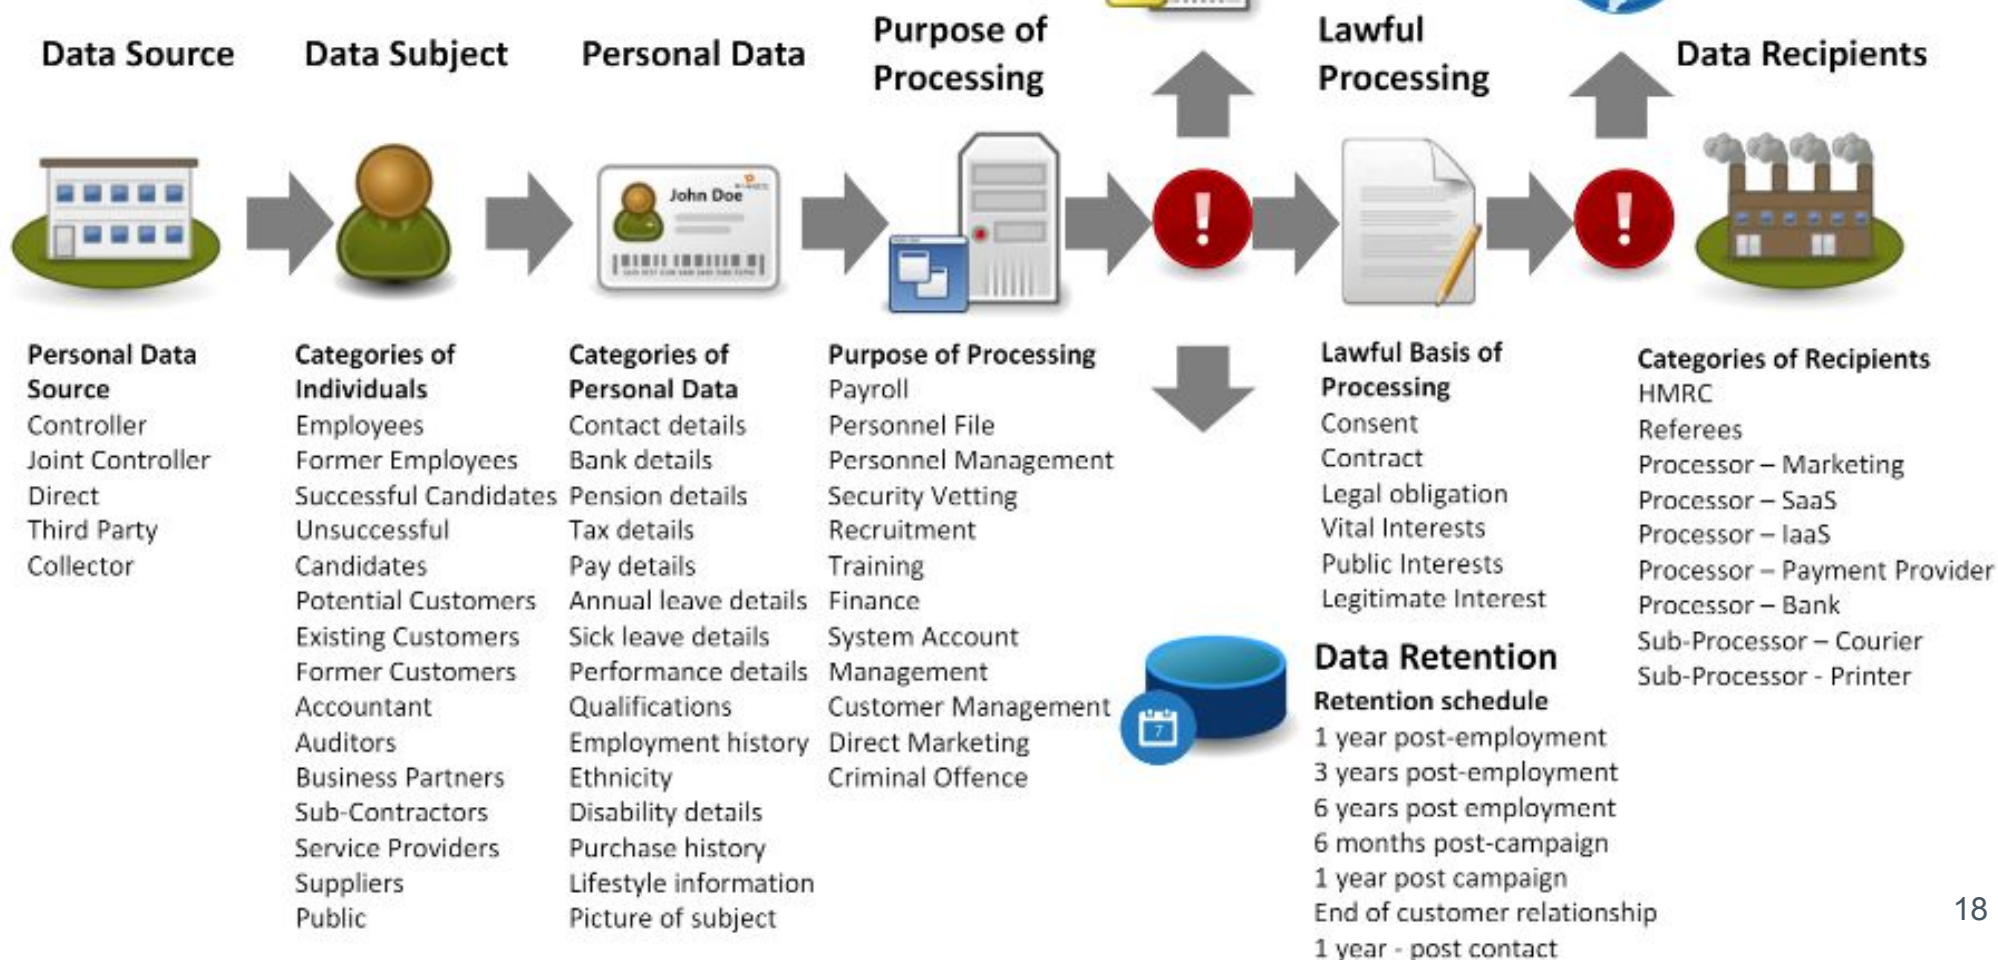 Data Source
Data Subject
Personal Data
Purpose of
Processing
Lawful
Processing
Data Recipients
John Doe
Personal Data
Source
Controller
Joint Controller
Direct
Third Party
Collector
Categories of
Individuals
Employees
Former Employees
Successful Candidates
Unsuccessful
Candidates
Potential Customers
Existing Customers
Former Customers
Accountant
Auditors
Business Partners
Sub-Contractors
Service Providers
Suppliers
Public
Categories of
Personal Data
Contact details
Bank details
Pension details
Tax details
Pay details
Annual leave details
Sick leave details
Performance details
Qualifications
Employment history
Ethnicity
Disability details
Purchase history
Lifestyle information
Picture of subject
Purpose of Processing
Payroll
Personnel File
Personnel Management
Security Vetting
Recruitment
Training
Finance
System Account
Management
Customer Management
Direct Marketing
Criminal Offence
!
!
Lawful Basis of
Processing
Consent
Contract
Legal obligation
Vital Interests
Public Interests
Legitimate Interest
7
Data Retention
Retention schedule
1 year post-employment
3 years post-employment
6 years post employment
6 months post-campaign
1 year post campaign
End of customer relationship
1 year - post contact
Categories of Recipients
HMRC
Referees
Processor – Marketing
Processor – SaaS
Processor – IaaS
Processor – Payment Provider
Processor – Bank
Sub-Processor – Courier
Sub-Processor - Printer
18